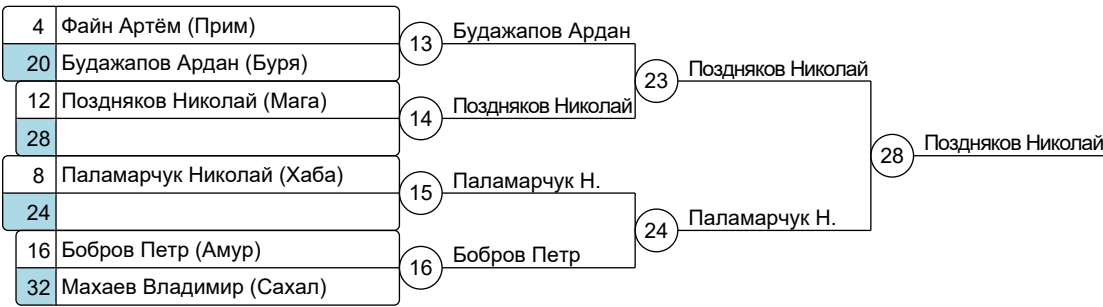 4 Файн Артём (Прим)
20 Будажапов Ардан (Буря)
12 Поздняков Николай (Мага)
28
8 Паламарчук Николай (Хаба)
24
16 Бобров Петр (Амур)
32 Махаев Владимир (Сахал)
13 Будажапов Ардан
14 Поздняков Николай
15 Паламарчук Н.
16 Бобров Петр
23 Поздняков Николай
24 Паламарчук Н.
28 Поздняков Николай